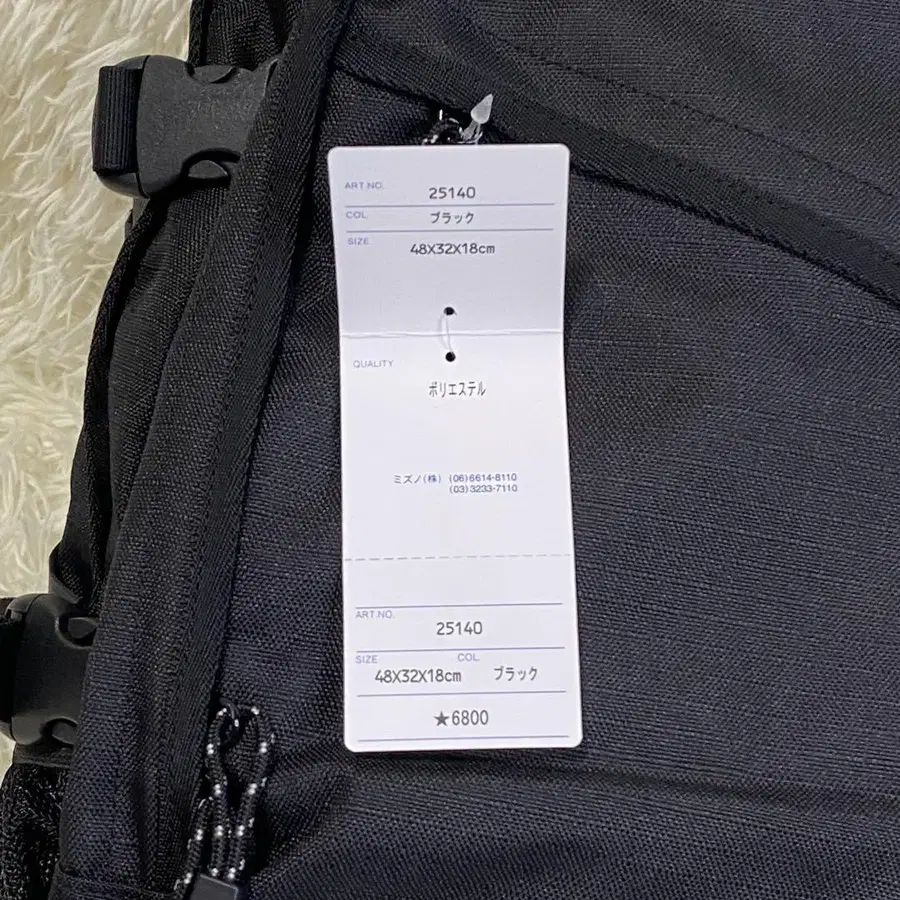 ART NO. 25140
COL ブラック
SIZE 48X32X18cm
QUALITY
ポリエステル
ミズノ(株) (06)6614-8110
(03)3233-7110
ART.NO.
25140
SIZE 48X32X18cm COL ブラック
★6800